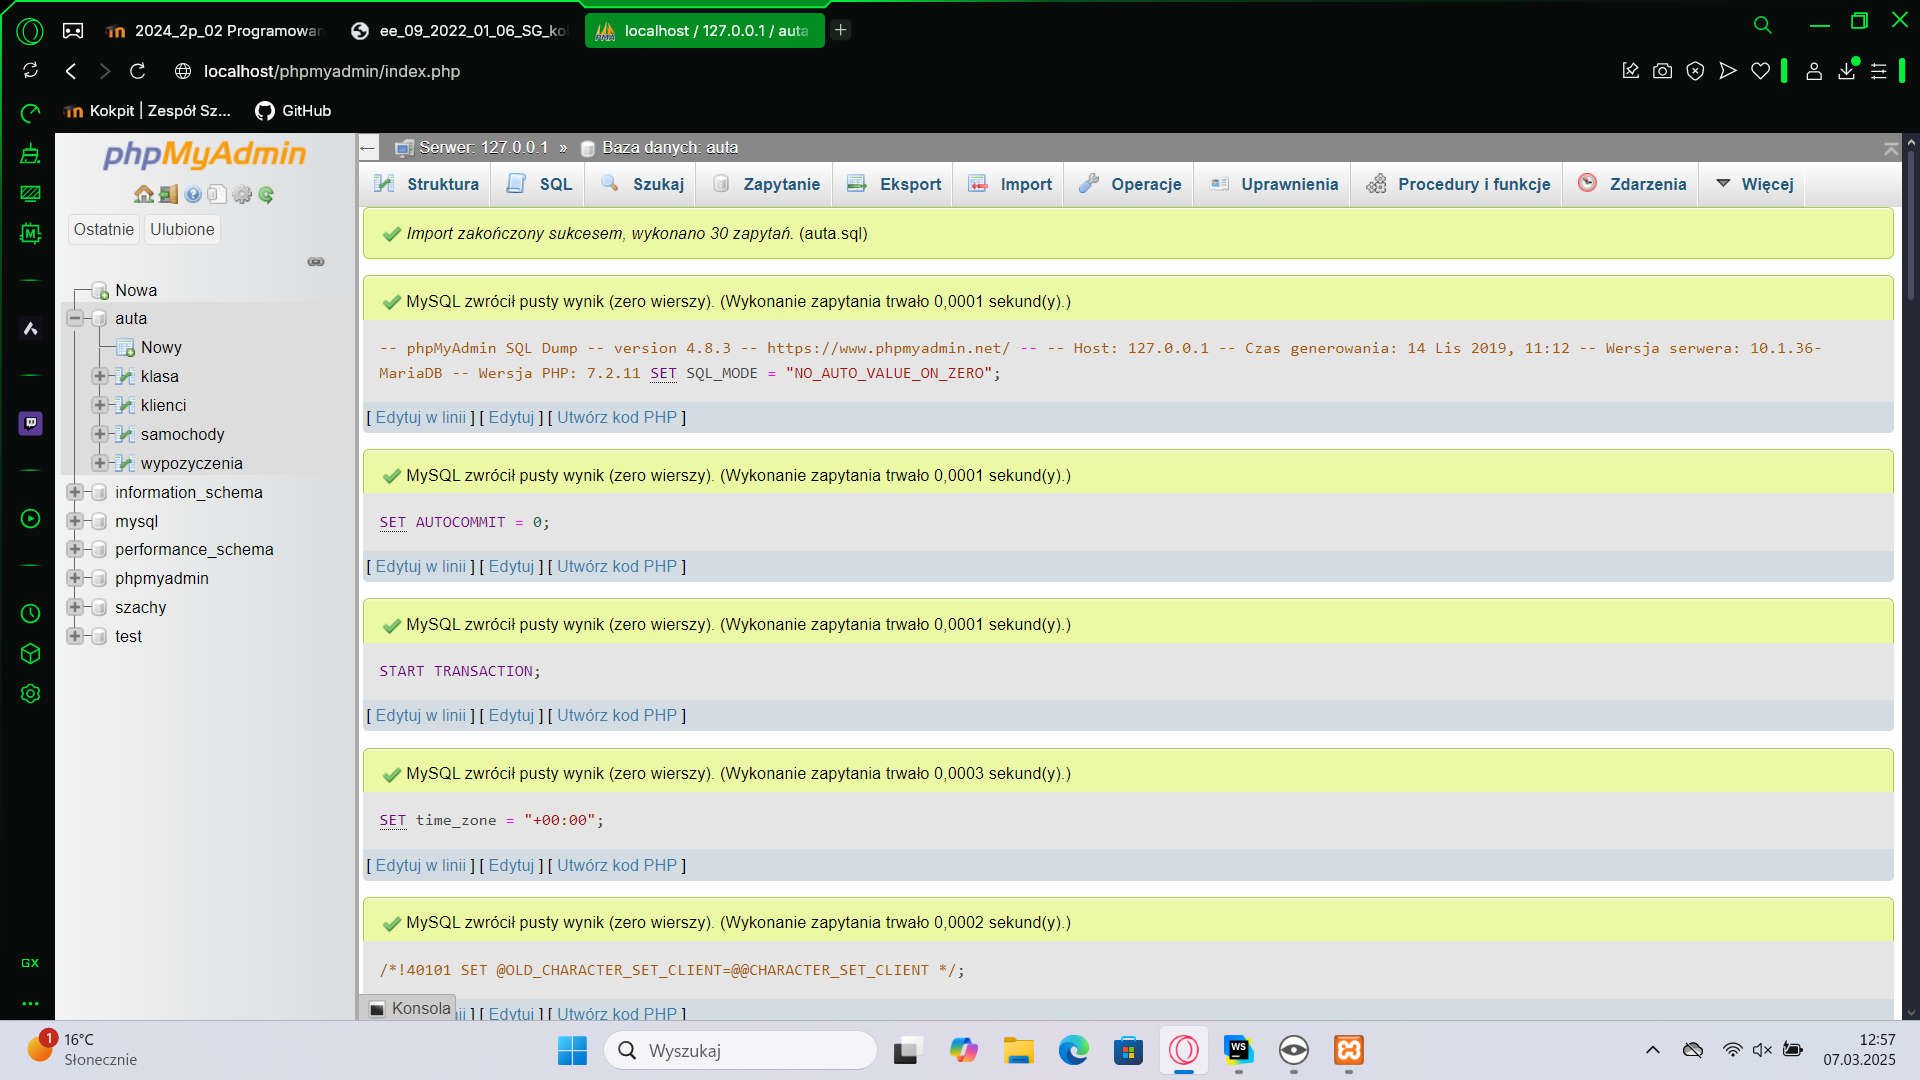 2024_2p_02 Programowan
ee_09_2022_01_06_SG_ko
localhost / 127.0.0.1 / auta
localhost/phpmyadmin/index.php
Kokpit | Zespół Sz...
GitHub
phpMyAdmin
Ostatnie
Ulubione
Nowa
auta
Nowy
klasa
klienci
samochody
wypozyczenia
information_schema
mysql
performance_schema
phpmyadmin
szachy
test
GX
Serwer: 127.0.0.1 » Baza danych: auta
Struktura SQL Szukaj Zapytanie Eksport Import Operacje Uprawnienia Procedury i funkcje Zdarzenia Więcej
Import zakończony sukcesem, wykonano 30 zapytań. (auta.sql)
MySQL zwrócił pusty wynik (zero wierszy). (Wykonanie zapytania trwało 0,0001 sekund(y).)
-- phpMyAdmin SQL Dump -- version 4.8.3 -- https://www.phpmyadmin.net/ -- -- Host: 127.0.0.1 -- Czas generowania: 14 Lis 2019, 11:12 -- Wersja serwera: 10.1.36-
MariaDB -- Wersja PHP: 7.2.11 SET SQL_MODE = "NO_AUTO_VALUE_ON_ZERO";
[ Edytuj w linii ] [ Edytuj ] [ Utwórz kod PHP ]
MySQL zwrócił pusty wynik (zero wierszy). (Wykonanie zapytania trwało 0,0001 sekund(y).)
SET AUTOCOMMIT = 0;
[ Edytuj w linii ] [ Edytuj ] [ Utwórz kod PHP ]
MySQL zwrócił pusty wynik (zero wierszy). (Wykonanie zapytania trwało 0,0001 sekund(y).)
START TRANSACTION;
[ Edytuj w linii ] [ Edytuj ] [ Utwórz kod PHP ]
MySQL zwrócił pusty wynik (zero wierszy). (Wykonanie zapytania trwało 0,0003 sekund(y).)
SET time_zone = "+00:00";
[ Edytuj w linii ] [ Edytuj ] [ Utwórz kod PHP ]
MySQL zwrócił pusty wynik (zero wierszy). (Wykonanie zapytania trwało 0,0002 sekund(y).)
/*!40101 SET @OLD_CHARACTER_SET_CLIENT=@@CHARACTER_SET_CLIENT */;
Konsola
] [ Edytuj ] [ Utwórz kod PHP ]
1
16°C
Słonecznie
Wyszukaj
WS
12:57
07.03.2025